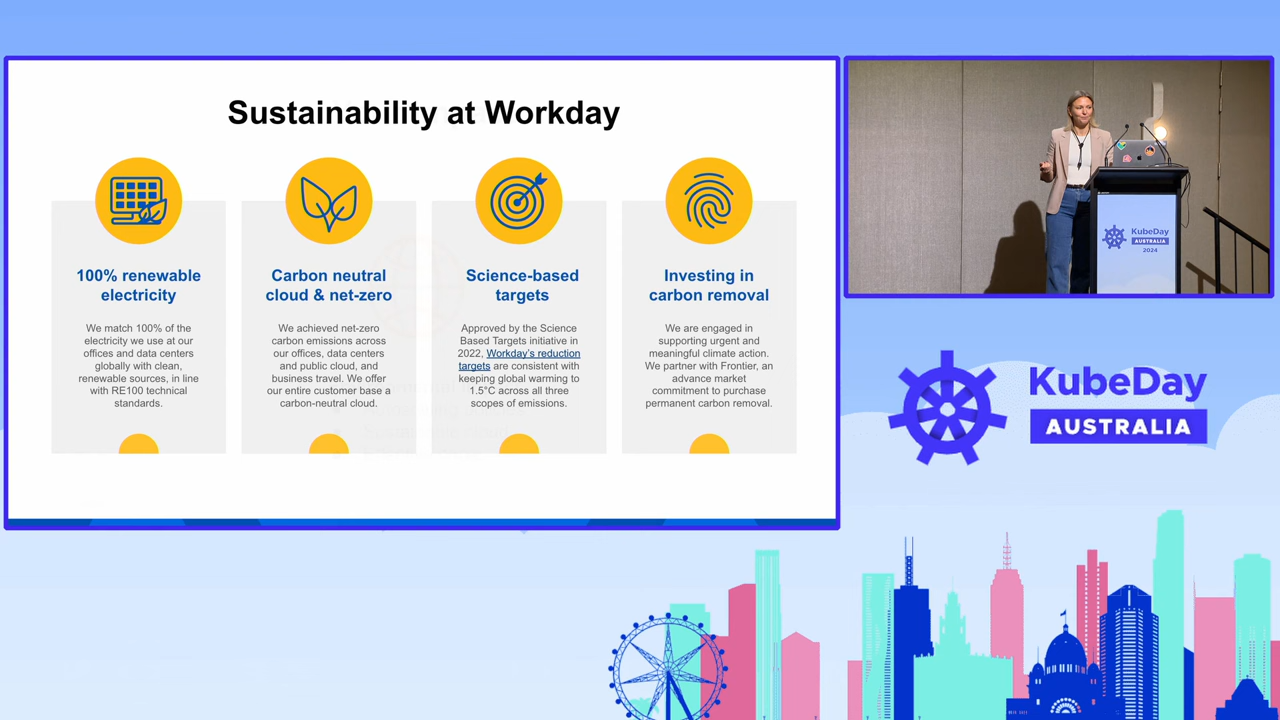 Sustainability at Workday
100% renewable
electricity
We match 100% of the
electricity we use at our
offices and data centers
globally with clean,
renewable sources, in line
with RE100 technical
standards.
Carbon neutral
cloud & net-zero
We achieved net-zero
carbon emissions across
our offices, data centers
and public cloud, and
business travel. We offer
our entire customer base a
carbon-neutral cloud.
Science-based
targets
Approved by the Science
Based Targets initiative in
2022, Workday's reduction
targets are consistent with
keeping global warming to
1.5°C across all three
scopes of emissions.
Investing in
carbon removal
We are engaged in
supporting urgent and
meaningful climate action.
We partner with Frontier, an
advance market
commitment to purchase
permanent carbon removal.
KubeDay
AUSTRALIA
2024
KubeDay
AUSTRALIA